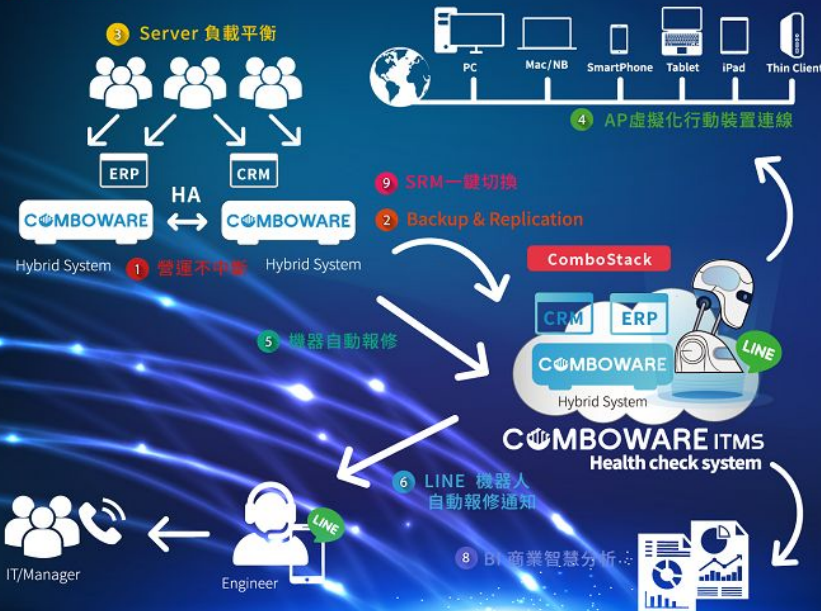 3 Server 負載平衡
PC
Mac/NB
SmartPhone
Tablet
iPad
Thin Client
4 AP虛擬化行動裝置連線
ERP
CRM
HA
COMBOWARE
COMBOWARE
Hybrid System
1 營運不中斷
Hybrid System
9 SRM一鍵切換
2 Backup & Replication
ComboStack
CRM
ERP
LINE
COMBOWARE
Hybrid System
COMBOWARE ITMS
Health check system
5 機器自動報修
6 LINE 機器人
自動報修通知
LINE
IT/Manager
Engineer
8 BI 商業智慧分析